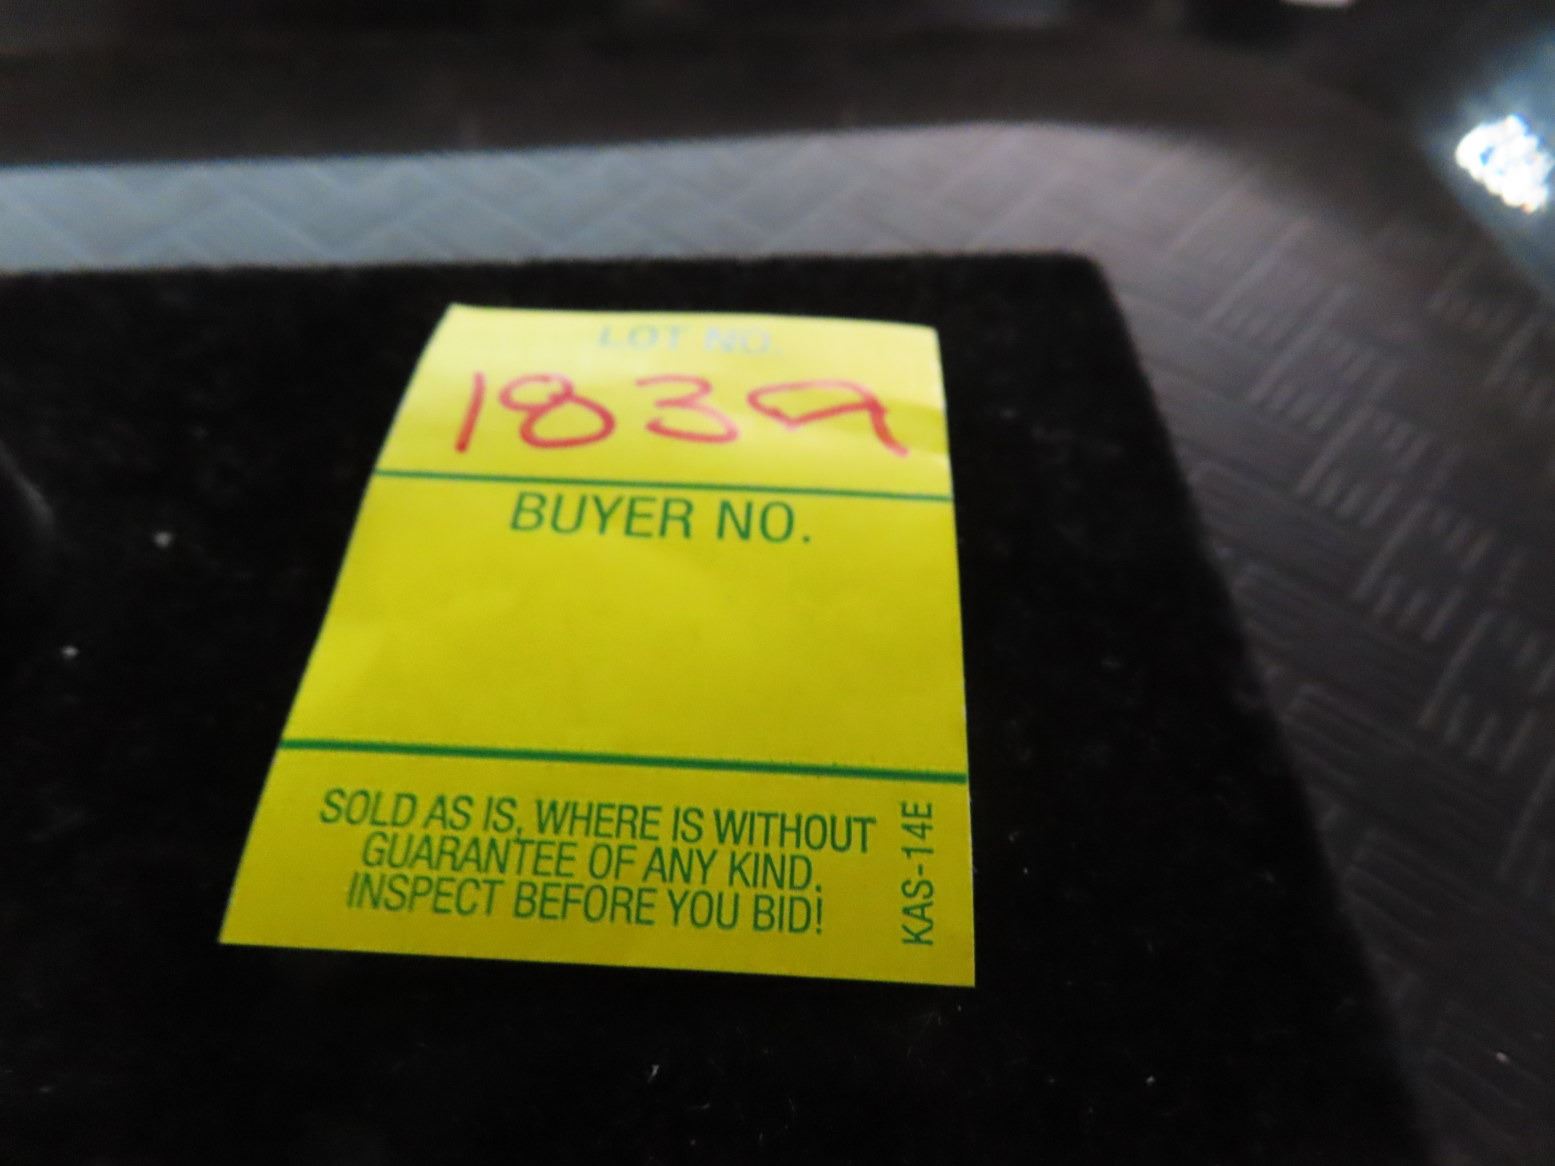 LOT NO.
1839
BUYER NO.
SOLD AS IS, WHERE IS WITHOUT
GUARANTEE OF ANY KIND.
INSPECT BEFORE YOU BID!
KAS-14E